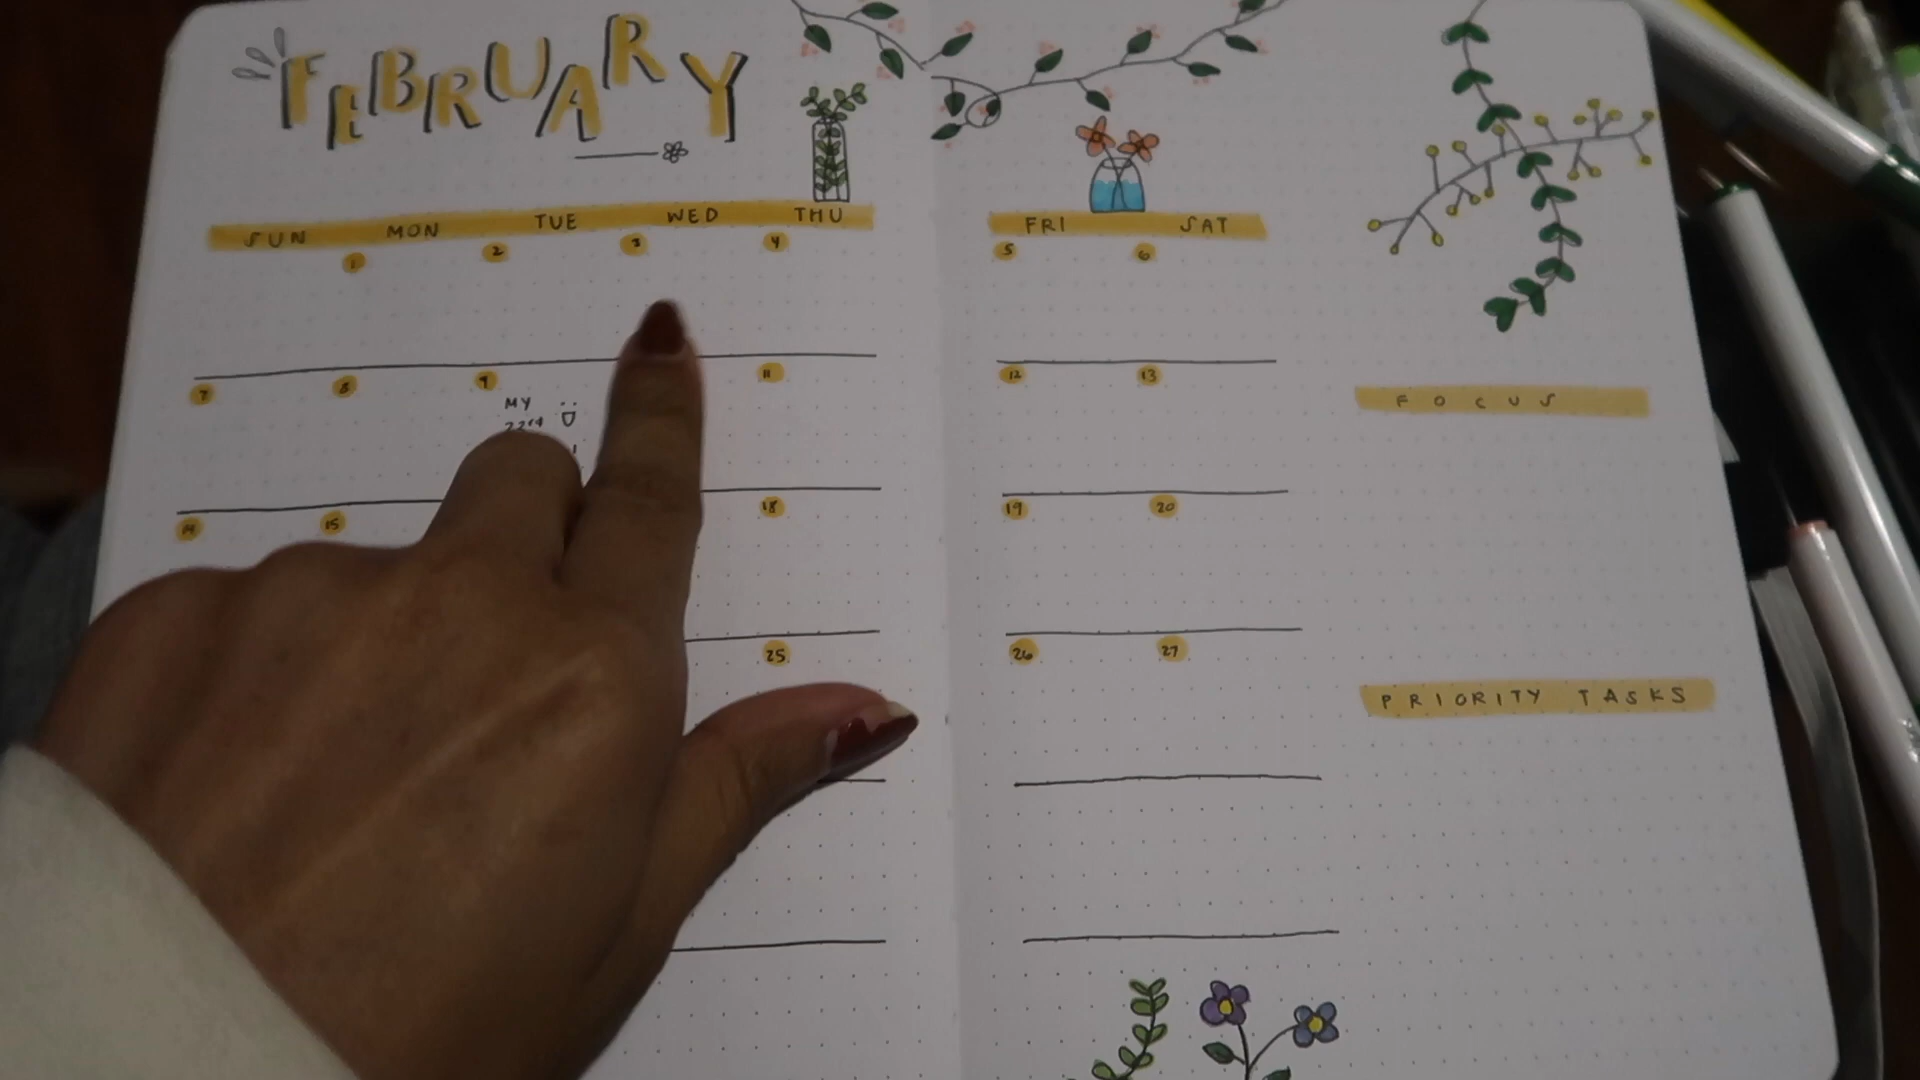 FEBRUARY
SUN MON TUE WED THU FRI SAT
1 2 3 4 5 6
7 8 9 11 12 13
MY
22nd
FOCUS
14 15 18 19 20
25 26 27
PRIORITY TASKS